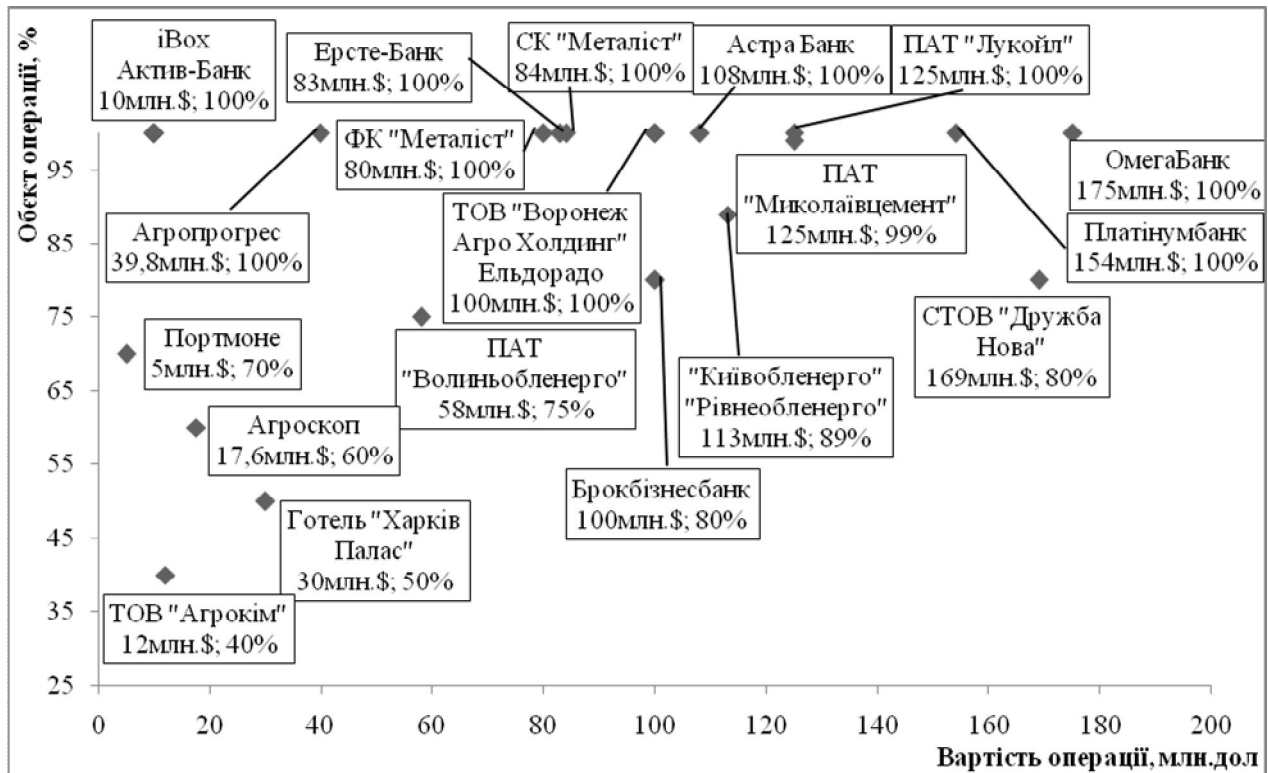 Обєкт операції, %
iBox
Актив-Банк
10млн.$; 100%
Ерсте-Банк
83млн.$; 100%
СК "Металіст"
84млн.$; 100%
Астра Банк
108млн.$; 100%
ПАТ "Лукойл"
125млн.$; 100%
ФК "Металіст"
80млн.$; 100%
Агропрогрес
39,8млн.$; 100%
ТОВ "Воронеж
Агро Холдинг"
Ельдорадо
100млн.$; 100%
ПАТ
"Миколаївцемент"
125млн.$; 99%
ОмегаБанк
175млн.$; 100%
Платінумбанк
154млн.$; 100%
Портмоне
5млн.$; 70%
ПАТ
"Волиньобленерго"
58млн.$; 75%
"Київобленерго"
"Рівнеобленерго"
113млн.$; 89%
СТОВ "Дружба
Нова"
169млн.$; 80%
Агроскоп
17,6млн.$; 60%
Брокбізнесбанк
100млн.$; 80%
Готель "Харків
Палас"
30млн.$; 50%
ТОВ "Агрокім"
12млн.$; 40%
95
85
75
65
55
45
35
25
0 20 40 60 80 100 120 140 160 180 200
Вартість операції, млн.дол